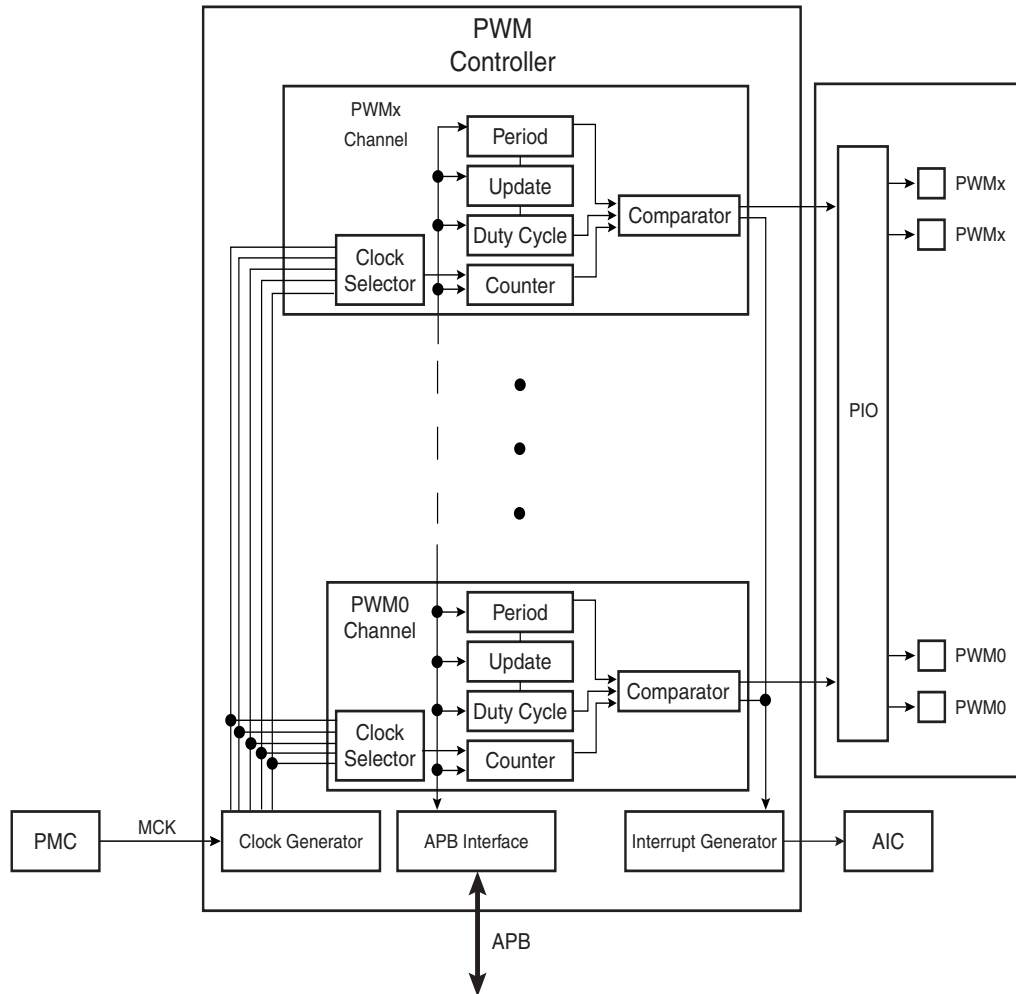 PWM
Controller
PWMx
Channel
Period
Update
Duty Cycle
Clock
Selector
Counter
Comparator
PIO
PWMx
PWMx
PWM0
Channel
Period
Update
Duty Cycle
Clock
Selector
Counter
Comparator
PWM0
PWM0
PMC
MCK
Clock Generator
APB Interface
Interrupt Generator
AIC
APB